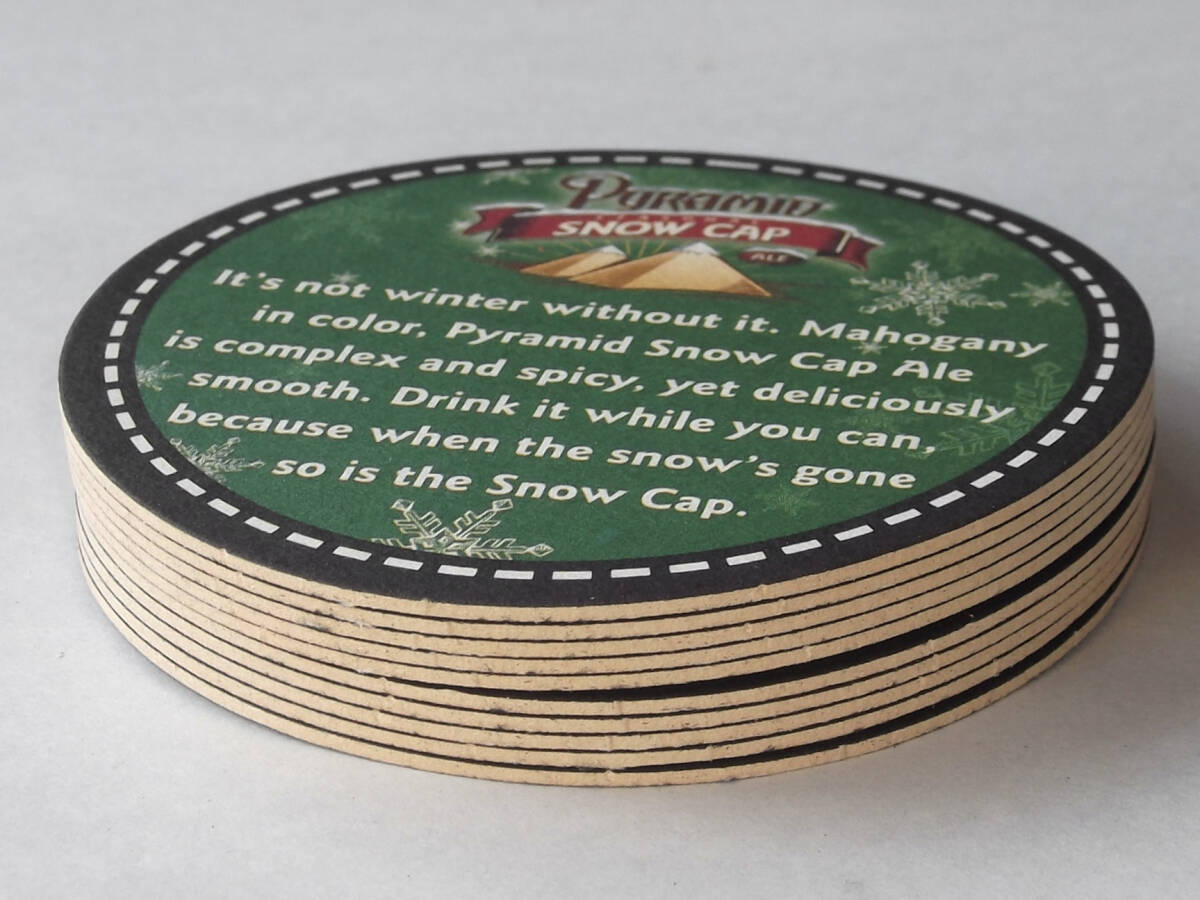 Pyramid
SNOW CAP
ALE
It's not winter without it. Mahogany
in color, Pyramid Snow Cap Ale
is complex and spicy, yet deliciously
smooth. Drink it while you can,
because when the snow's gone
so is the Snow Cap.